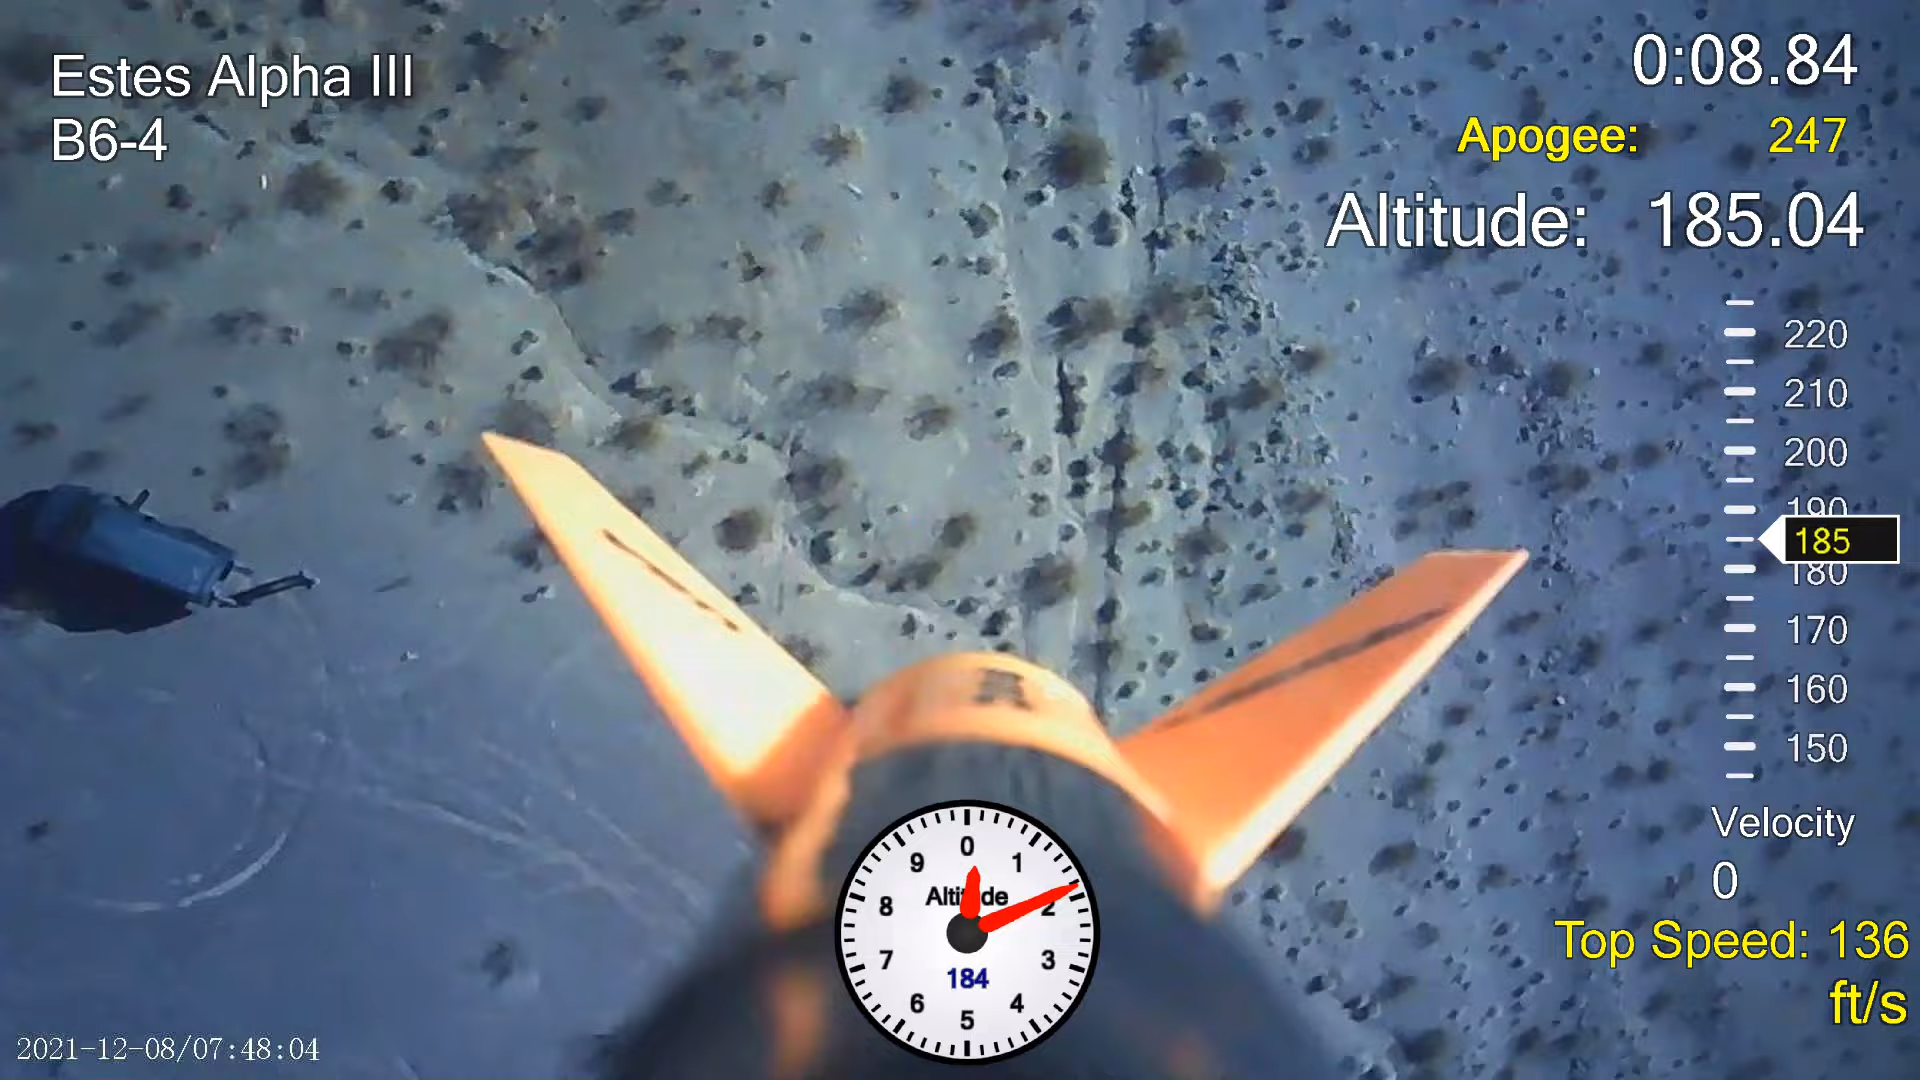 Estes Alpha III
B6-4
0:08.84
Apogee: 247
Altitude: 185.04
220
210
200
190
185
180
170
160
150
Velocity
0
Top Speed: 136
ft/s
0
1
2
3
4
5
6
7
8
9
Altitude
184
2021-12-08/07:48:04